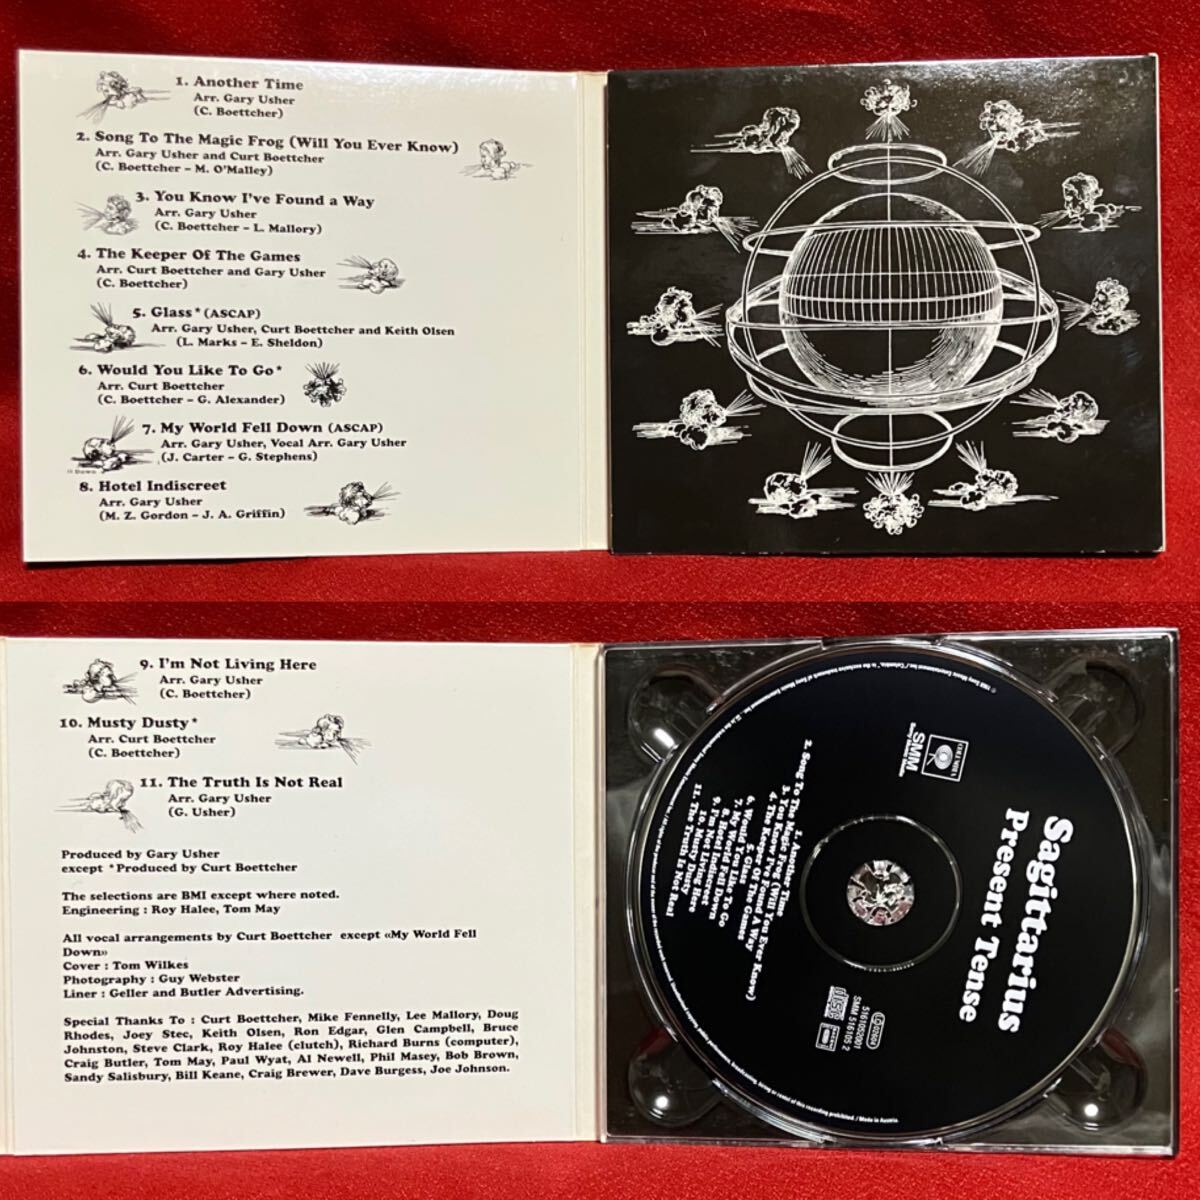 1. Another Time
Arr. Gary Usher
(C. Boettcher)
2. Song To The Magic Frog (Will You Ever Know)
Arr. Gary Usher and Curt Boettcher
(C. Boettcher – M. O'Malley)
3. You Know I've Found a Way
Arr. Gary Usher
(C. Boettcher – L. Mallory)
4. The Keeper Of The Games
Arr. Curt Boettcher and Gary Usher
(C. Boettcher)
5. Glass* (ASCAP)
Arr. Gary Usher, Curt Boettcher and Keith Olsen
(L. Marks – E. Sheldon)
6. Would You Like To Go*
Arr. Curt Boettcher
(C. Boettcher – G. Alexander)
7. My World Fell Down (ASCAP)
Arr. Gary Usher, Vocal Arr. Gary Usher
(J. Carter – G. Stephens)
ll Down
8. Hotel Indiscreet
Arr. Gary Usher
(M. Z. Gordon – J. A. Griffin)
9. I'm Not Living Here
Arr. Gary Usher
(C. Boettcher)
10. Musty Dusty*
Arr. Curt Boettcher
(C. Boettcher)
11. The Truth Is Not Real
Arr. Gary Usher
(G. Usher)
Produced by Gary Usher
except *Produced by Curt Boettcher
The selections are BMI except where noted.
Engineering : Roy Halee, Tom May
All vocal arrangements by Curt Boettcher except «My World Fell
Down»
Cover : Tom Wilkes
Photography : Guy Webster
Liner : Geller and Butler Advertising.
Special Thanks To : Curt Boettcher, Mike Fennelly, Lee Mallory, Doug
Rhodes, Joey Stec, Keith Olsen, Ron Edgar, Glen Campbell, Bruce
Johnston, Steve Clark, Roy Halee (clutch), Richard Burns (computer),
Craig Butler, Tom May, Paul Wyat, Al Newell, Phil Masey, Bob Brown,
Sandy Salisbury, Bill Keane, Craig Brewer, Dave Burgess, Joe Johnson.
Sagittarius
Present Tense
COLUMBIA
SMM
1. Another Time
2. Song To The Magic Frog (Will You Ever Know)
3. You Know I've Found A Way
4. The Keeper Of The Games
5. Glass
6. Would You Like To Go
7. My World Fell Down
8. Hotel Indiscreet
9. I'm Not Living Here
10. Musty Dusty
11. The Truth Is Not Real
5161052001
SMM 516105 2